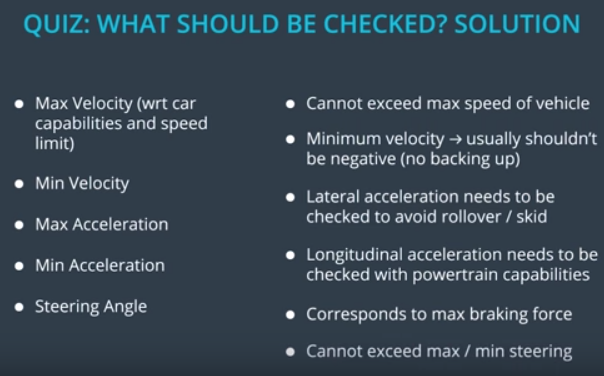 QUIZ: WHAT SHOULD BE CHECKED? SOLUTION
● Max Velocity (wrt car
capabilities and speed
limit)
● Min Velocity
● Max Acceleration
● Min Acceleration
● Steering Angle
● Cannot exceed max speed of vehicle
● Minimum velocity → usually shouldn't
be negative (no backing up)
● Lateral acceleration needs to be
checked to avoid rollover / skid
● Longitudinal acceleration needs to be
checked with powertrain capabilities
● Corresponds to max braking force
● Cannot exceed max / min steering